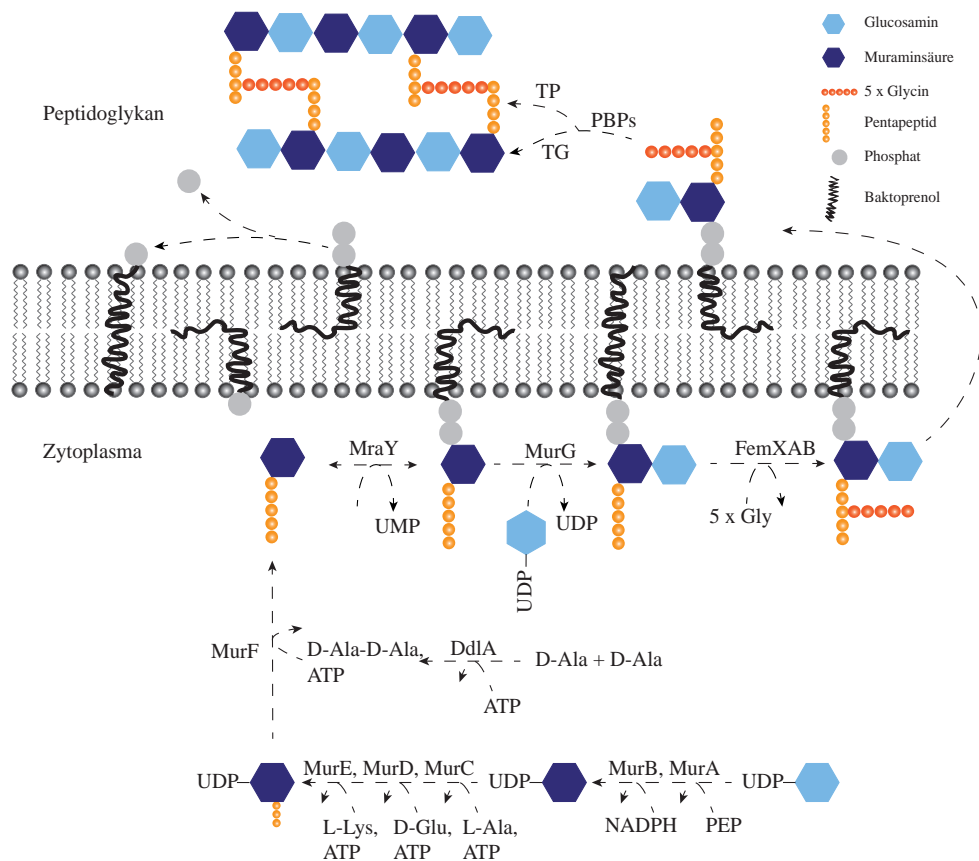 Glucosamin
Muraminsäure
5 x Glycin
Pentapeptid
Phosphat
Baktoprenol
Peptidoglykan
TP
PBPs
TG
Zytoplasma
MraY
UMP
MurG
UDP
UDP
FemXAB
5 x Gly
MurF
D-Ala-D-Ala,
ATP
DdlA
ATP
D-Ala + D-Ala
UDP
MurE, MurD, MurC
L-Lys, D-Glu, L-Ala,
ATP ATP ATP
UDP
MurB, MurA
NADPH PEP
UDP